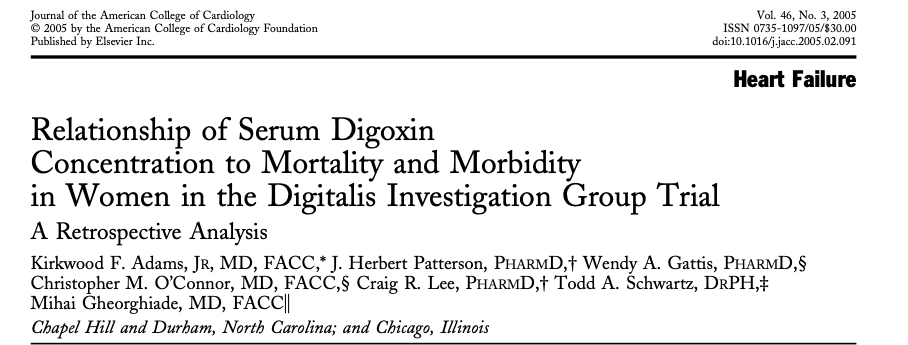 Journal of the American College of Cardiology
© 2005 by the American College of Cardiology Foundation
Published by Elsevier Inc.
Vol. 46, No. 3, 2005
ISSN 0735-1097/05/$30.00
doi:10.1016/j.jacc.2005.02.091
Heart Failure
Relationship of Serum Digoxin
Concentration to Mortality and Morbidity
in Women in the Digitalis Investigation Group Trial
A Retrospective Analysis
Kirkwood F. Adams, JR, MD, FACC,* J. Herbert Patterson, PHARMD,† Wendy A. Gattis, PHARMD,§
Christopher M. O'Connor, MD, FACC,§ Craig R. Lee, PHARMD,† Todd A. Schwartz, DRPH,‡
Mihai Gheorghiade, MD, FACC‖
Chapel Hill and Durham, North Carolina; and Chicago, Illinois